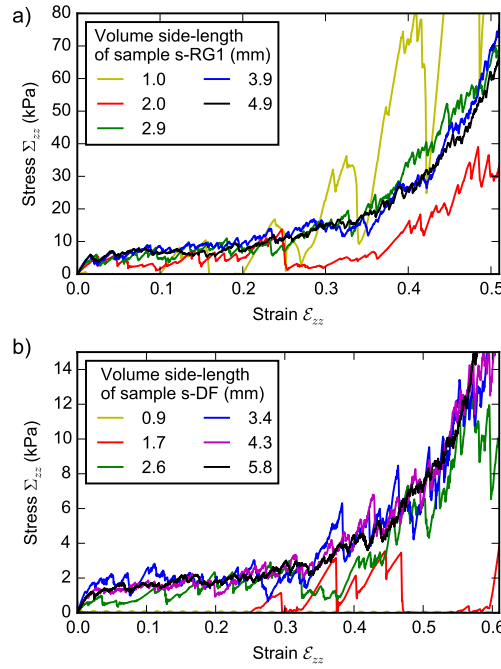 a)
Volume side-length
of sample s-RG1 (mm)
1.0 3.9
2.0 4.9
2.9
Stress Σzz (kPa)
80
70
60
50
40
30
20
10
0
0.0 0.1 0.2 0.3 0.4 0.5
Strain ℰzz
b)
Volume side-length
of sample s-DF (mm)
0.9 3.4
1.7 4.3
2.6 5.8
Stress Σzz (kPa)
14
12
10
8
6
4
2
0
0.0 0.1 0.2 0.3 0.4 0.5 0.6
Strain ℰzz